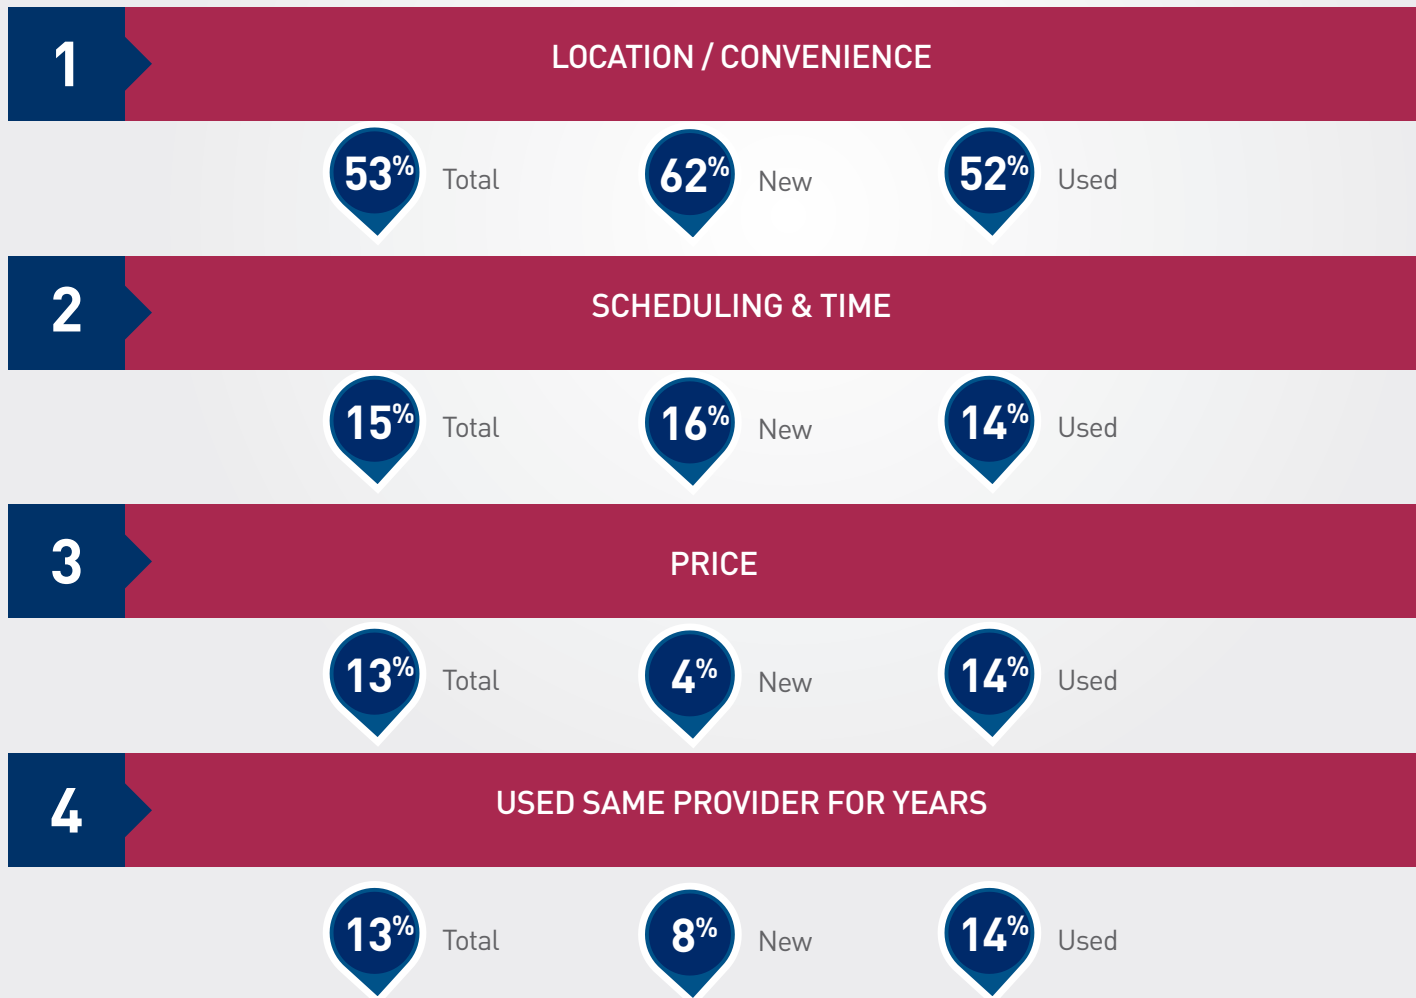 1
LOCATION / CONVENIENCE
53% Total 62% New 52% Used
2
SCHEDULING & TIME
15% Total 16% New 14% Used
3
PRICE
13% Total 4% New 14% Used
4
USED SAME PROVIDER FOR YEARS
13% Total 8% New 14% Used